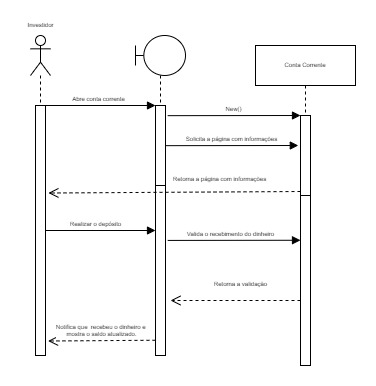 Investidor
Conta Corrente
Abre conta corrente
New()
Solicita a página com informações
Retorna a página com informações
Realizar o depósito
Valida o recebimento do dinheiro
Retorna a validação
Notifica que recebeu o dinheiro e
mostra o saldo atualizado.